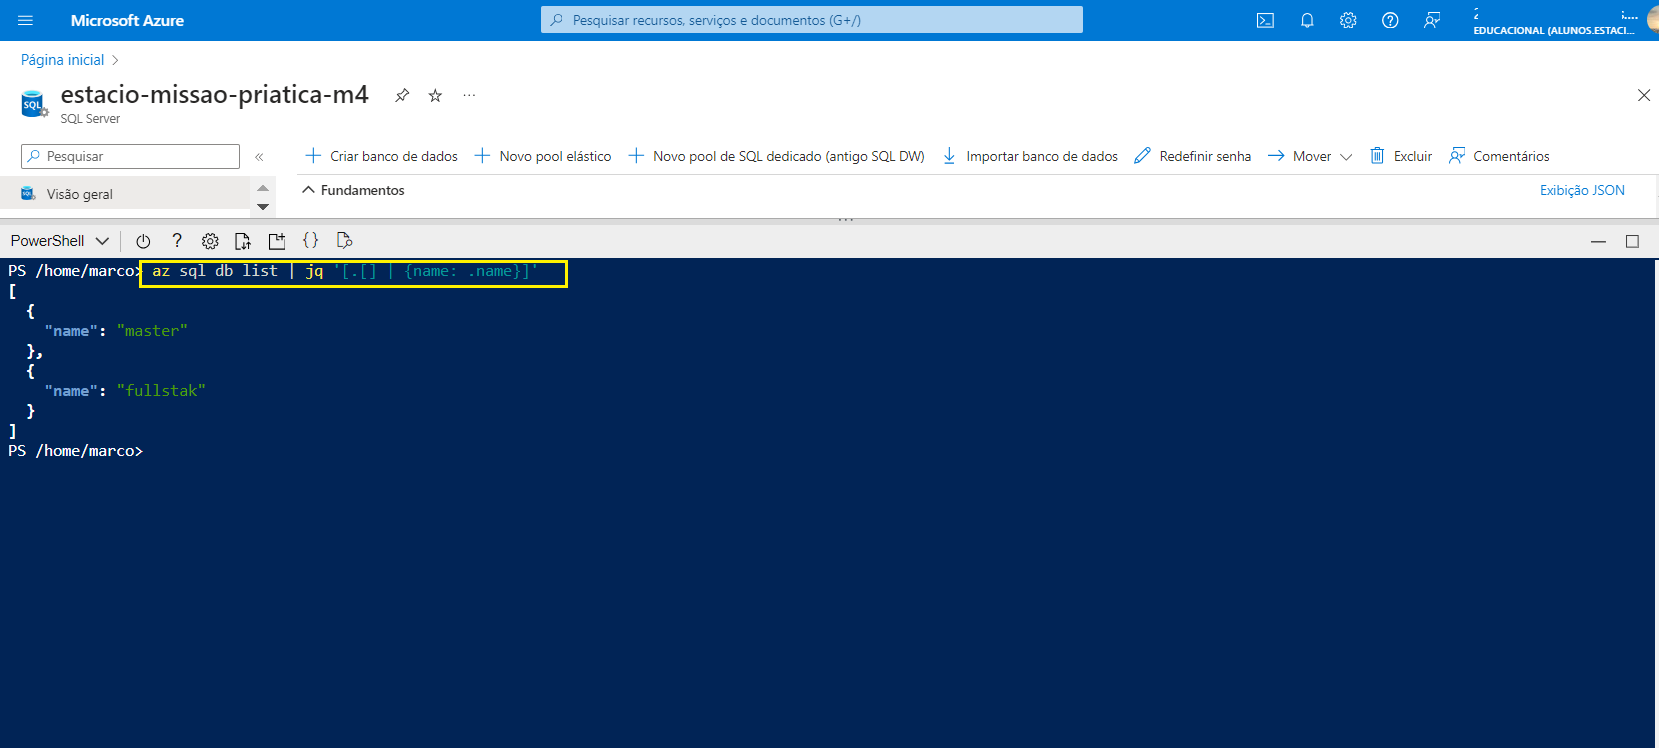 Microsoft Azure
Pesquisar recursos, serviços e documentos (G+/)
EDUCACIONAL (ALUNOS.ESTACI...
Página inicial
estacio-missao-priatica-m4
SQL
SQL Server
Pesquisar
Criar banco de dados
Novo pool elástico
Novo pool de SQL dedicado (antigo SQL DW)
Importar banco de dados
Redefinir senha
Mover
Excluir
Comentários
Visão geral
Fundamentos
Exibição JSON
PowerShell
PS /home/marco> az sql db list | jq '[.[] | {name: .name}]'
[
{
"name": "master"
},
{
"name": "fullstak"
}
]
PS /home/marco>